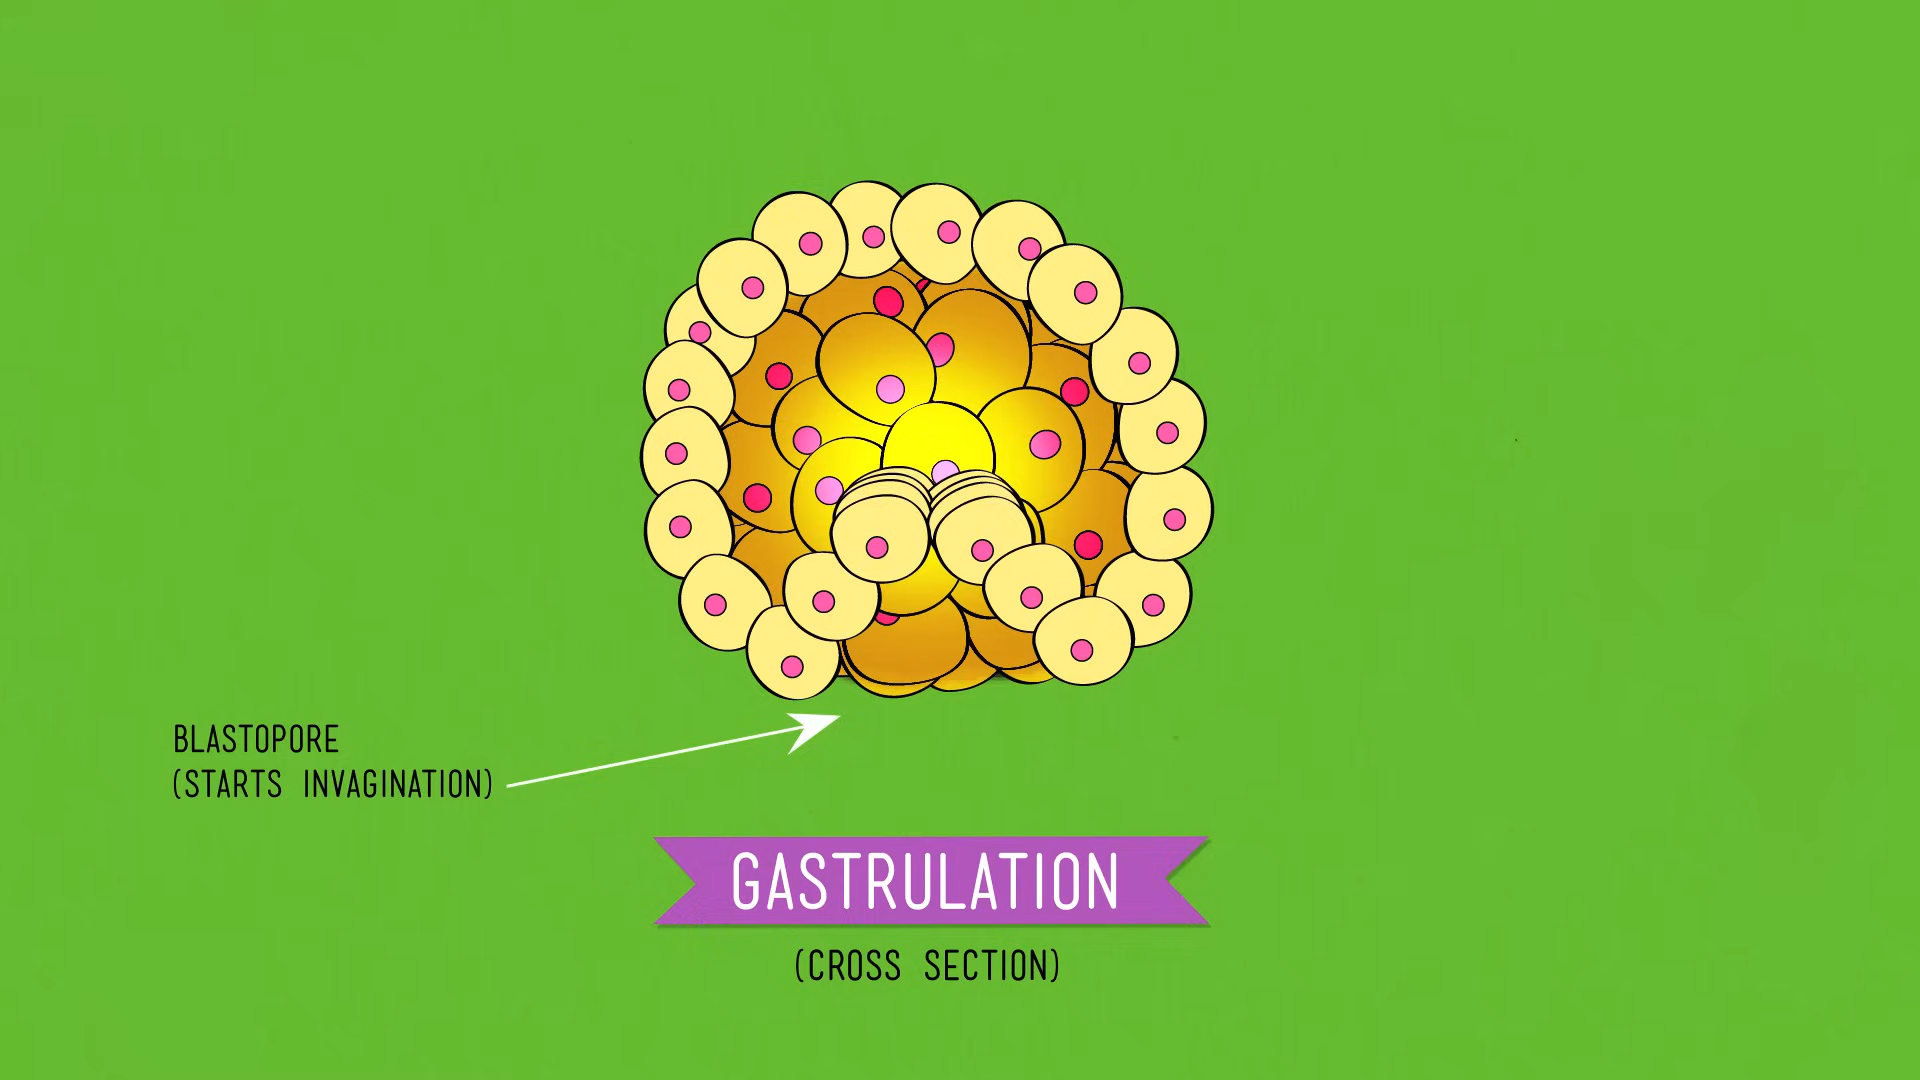 BLASTOPORE
(STARTS INVAGINATION)
GASTRULATION
(CROSS SECTION)